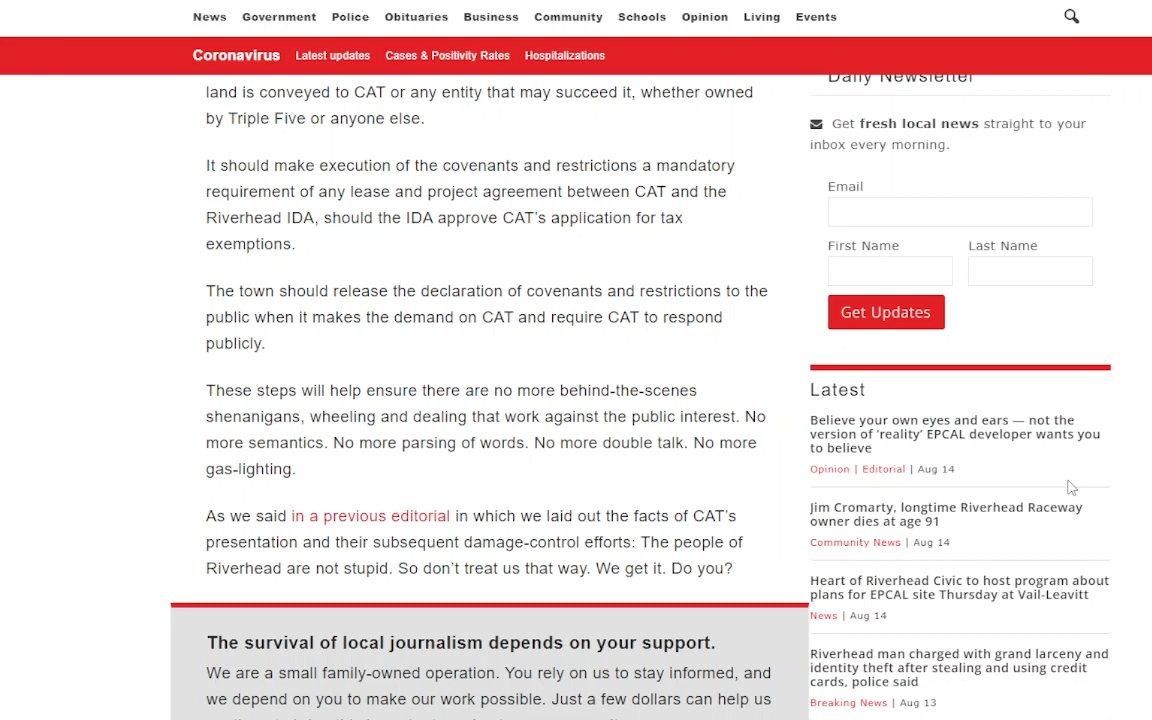 News Government Police Obituaries Business Community Schools Opinion Living Events
Coronavirus Latest updates Cases & Positivity Rates Hospitalizations
land is conveyed to CAT or any entity that may succeed it, whether owned
by Triple Five or anyone else.
It should make execution of the covenants and restrictions a mandatory
requirement of any lease and project agreement between CAT and the
Riverhead IDA, should the IDA approve CAT’s application for tax
exemptions.
The town should release the declaration of covenants and restrictions to the
public when it makes the demand on CAT and require CAT to respond
publicly.
These steps will help ensure there are no more behind-the-scenes
shenanigans, wheeling and dealing that work against the public interest. No
more semantics. No more parsing of words. No more double talk. No more
gas-lighting.
As we said in a previous editorial in which we laid out the facts of CAT’s
presentation and their subsequent damage-control efforts: The people of
Riverhead are not stupid. So don’t treat us that way. We get it. Do you?
The survival of local journalism depends on your support.
We are a small family-owned operation. You rely on us to stay informed, and
we depend on you to make our work possible. Just a few dollars can help us
Daily Newsletter
Get fresh local news straight to your
inbox every morning.
Email
First Name Last Name
Get Updates
Latest
Believe your own eyes and ears — not the
version of ‘reality’ EPCAL developer wants you
to believe
Opinion | Editorial | Aug 14
Jim Cromarty, longtime Riverhead Raceway
owner dies at age 91
Community News | Aug 14
Heart of Riverhead Civic to host program about
plans for EPCAL site Thursday at Vail-Leavitt
News | Aug 14
Riverhead man charged with grand larceny and
identity theft after stealing and using credit
cards, police said
Breaking News | Aug 13